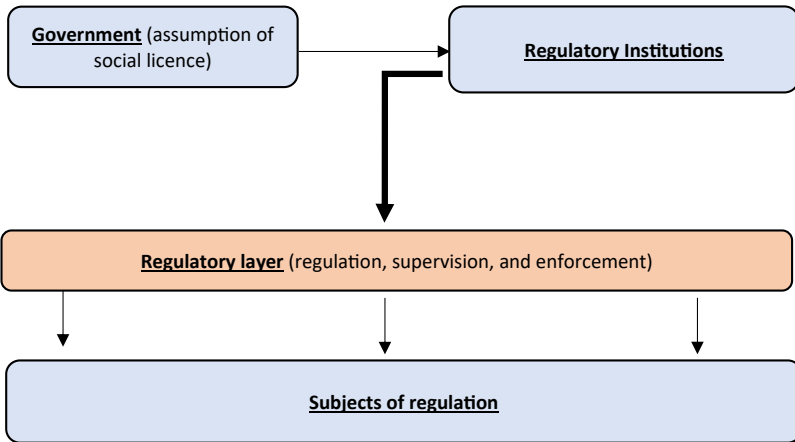 Government (assumption of
social licence)
Regulatory Institutions
Regulatory layer (regulation, supervision, and enforcement)
Subjects of regulation